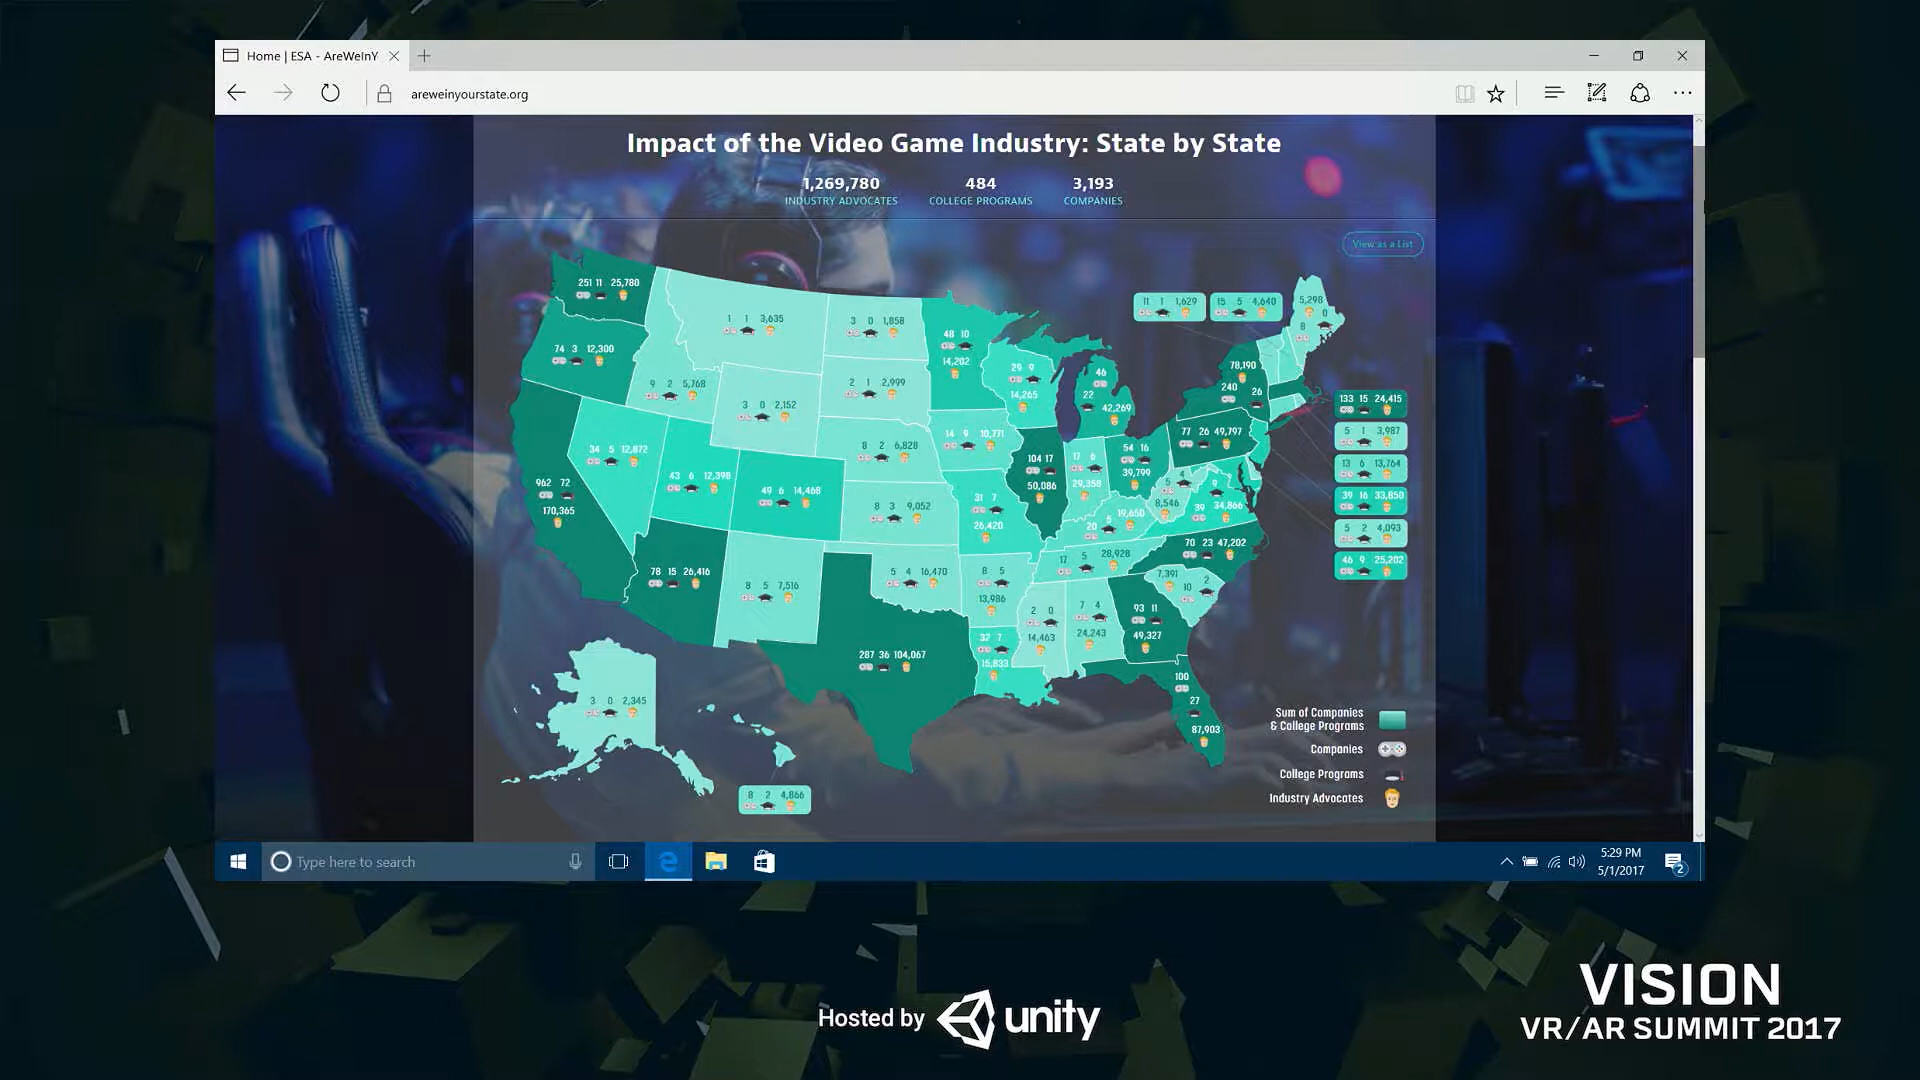 Home | ESA - AreWeInY
areweinyourstate.org
Impact of the Video Game Industry: State by State
1,269,780 484 3,193
INDUSTRY ADVOCATES COLLEGE PROGRAMS COMPANIES
View as a List
251 11 25,780
74 3 12,300
9 2 5,768
1 1 3,635
3 0 1,858
2 1 2,999
3 0 2,152
48 10
14,202
29 9
14,265
46
22
42,269
11 1 1,629
15 5 4,640
5,298
0
8
78,190
240
26
133 15 24,415
5 1 3,987
13 6 13,764
39 16 33,850
5 2 4,093
46 9 25,202
77 26 49,797
34 5 12,872
43 6 12,398
49 6 14,468
8 2 6,828
14 9 10,771
104 17
50,086
17 6
29,358
54 16
39,799
4
5
8,546
9
39 34,866
962 72
170,365
8 3 9,052
31 7
26,420
20 5 19,650
70 23 47,202
78 15 26,416
8 5 7,516
5 4 16,470
8 5
13,986
17 5 28,928
7,391
10 2
2 0
14,463
7 4
24,243
93 11
49,327
287 36 104,067
32 7
15,833
100
27
87,903
3 0 2,345
8 2 4,866
Sum of Companies
& College Programs
Companies
College Programs
Industry Advocates
Type here to search
5:29 PM
5/1/2017
2
Hosted by unity
VISION
VR/AR SUMMIT 2017